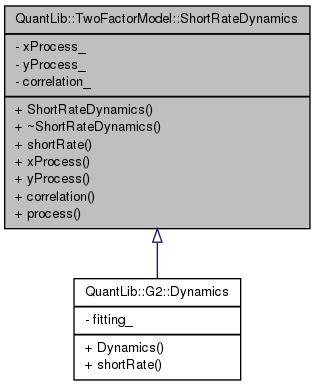 QuantLib::TwoFactorModel::ShortRateDynamics
- xProcess_
- yProcess_
- correlation_
+ ShortRateDynamics()
+ ~ShortRateDynamics()
+ shortRate()
+ xProcess()
+ yProcess()
+ correlation()
+ process()
QuantLib::G2::Dynamics
- fitting_
+ Dynamics()
+ shortRate()